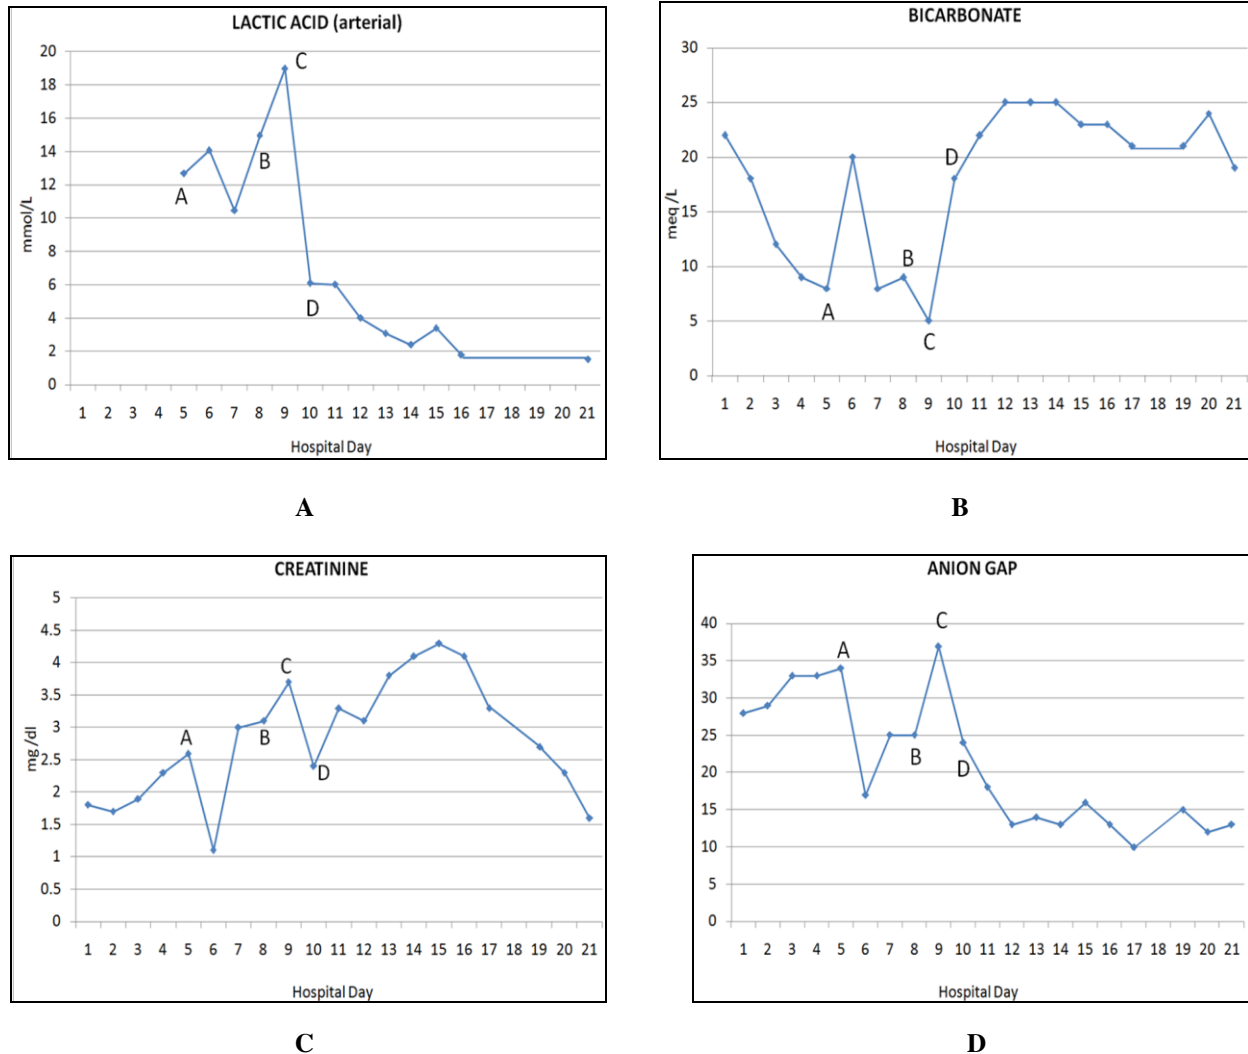 LACTIC ACID (arterial)
20
18
16
14
12
10
8
6
4
2
0
mmol/L
A
B
C
D
1 2 3 4 5 6 7 8 9 10 11 12 13 14 15 16 17 18 19 20 21
Hospital Day
A
BICARBONATE
30
25
20
15
10
5
0
meq/L
A
B
C
D
1 2 3 4 5 6 7 8 9 10 11 12 13 14 15 16 17 18 19 20 21
Hospital Day
B
CREATININE
5
4.5
4
3.5
3
2.5
2
1.5
1
0.5
0
mg/dl
A
B
C
D
1 2 3 4 5 6 7 8 9 10 11 12 13 14 15 16 17 18 19 20 21
Hospital Day
C
ANION GAP
40
35
30
25
20
15
10
5
0
A
B
C
D
1 2 3 4 5 6 7 8 9 10 11 12 13 14 15 16 17 18 19 20 21
Hospital Day
D